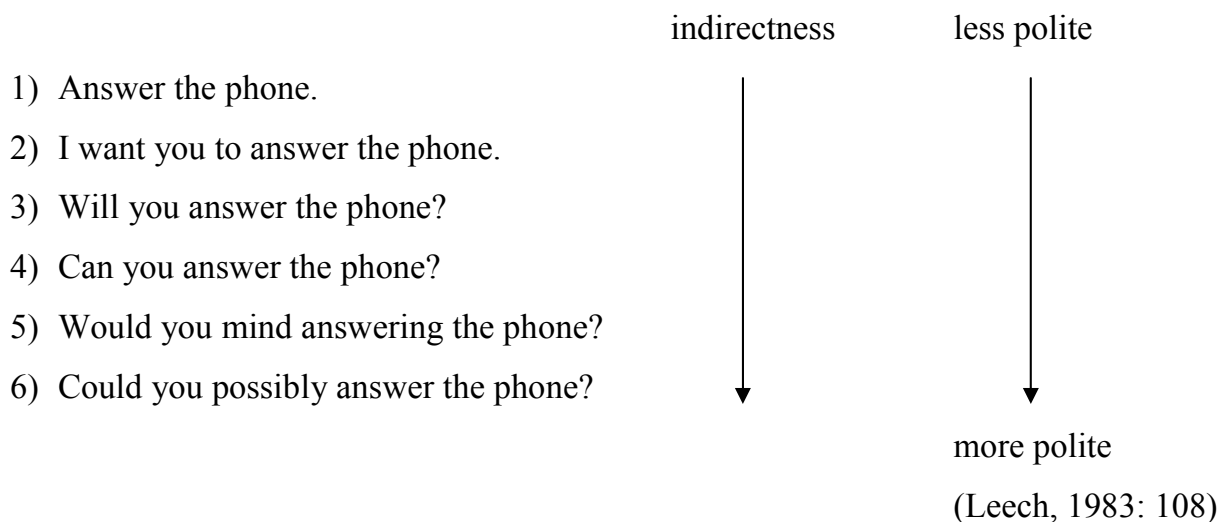 indirectness less polite
1) Answer the phone.
2) I want you to answer the phone.
3) Will you answer the phone?
4) Can you answer the phone?
5) Would you mind answering the phone?
6) Could you possibly answer the phone?
more polite
(Leech, 1983: 108)